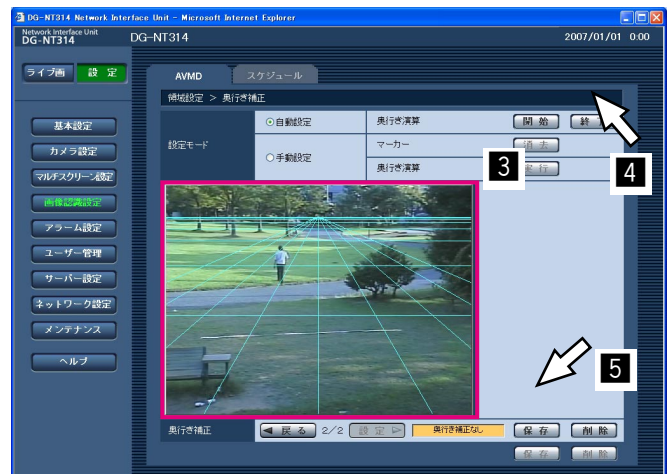 DG-NT314 Network Interface Unit - Microsoft Internet Explorer
Network Interface Unit
DG-NT314
DG-NT314
2007/01/01 0:00
ライブ画 設 定
AVMD スケジュール
領域設定 > 奥行き補正
基本設定
カメラ設定
マルチスクリーン設定
画像認識設定
アラーム設定
ユーザー管理
サーバー設定
ネットワーク設定
メンテナンス
ヘルプ
設定モード
自動設定 奥行き演算 開 始
手動設定 マーカー 消 去
奥行き演算 実 行
3
4
5
奥行き補正 戻 る 2/2 設 定 奥行き補正なし 保 存 削 除
保 存 削 除